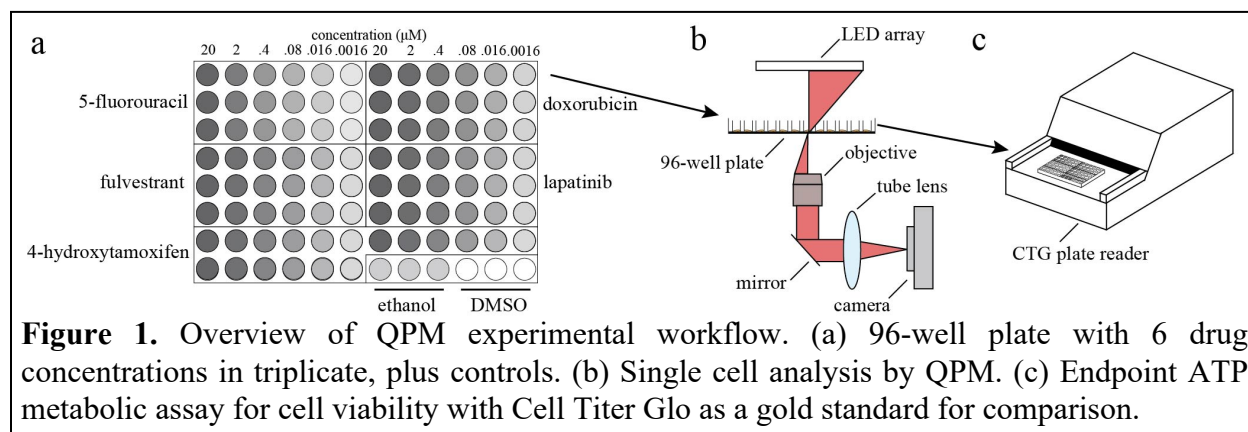 a
concentration (μM)
20 2 .4 .08 .016 .0016 20 2 .4 .08 .016 .0016
5-fluorouracil
doxorubicin
fulvestrant
lapatinib
4-hydroxytamoxifen
ethanol DMSO
b
LED array
96-well plate
objective
tube lens
mirror
camera
c
CTG plate reader
Figure 1. Overview of QPM experimental workflow. (a) 96-well plate with 6 drug
concentrations in triplicate, plus controls. (b) Single cell analysis by QPM. (c) Endpoint ATP
metabolic assay for cell viability with Cell Titer Glo as a gold standard for comparison.